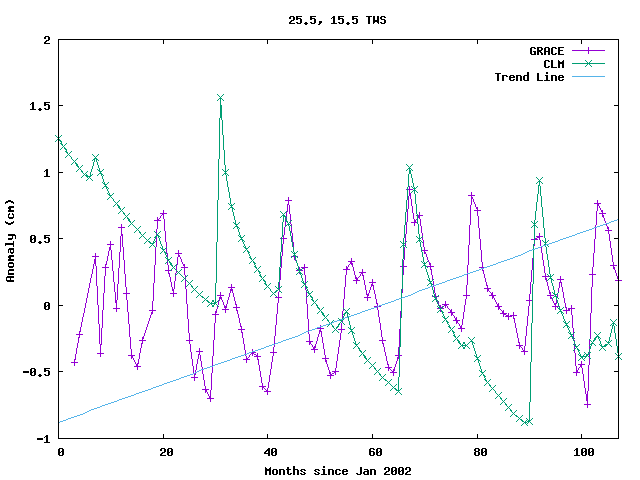 25.5, 15.5 TWS
GRACE
CLM
Trend Line
2
1.5
1
0.5
0
-0.5
-1
Anomaly (cm)
0 20 40 60 80 100
Months since Jan 2002